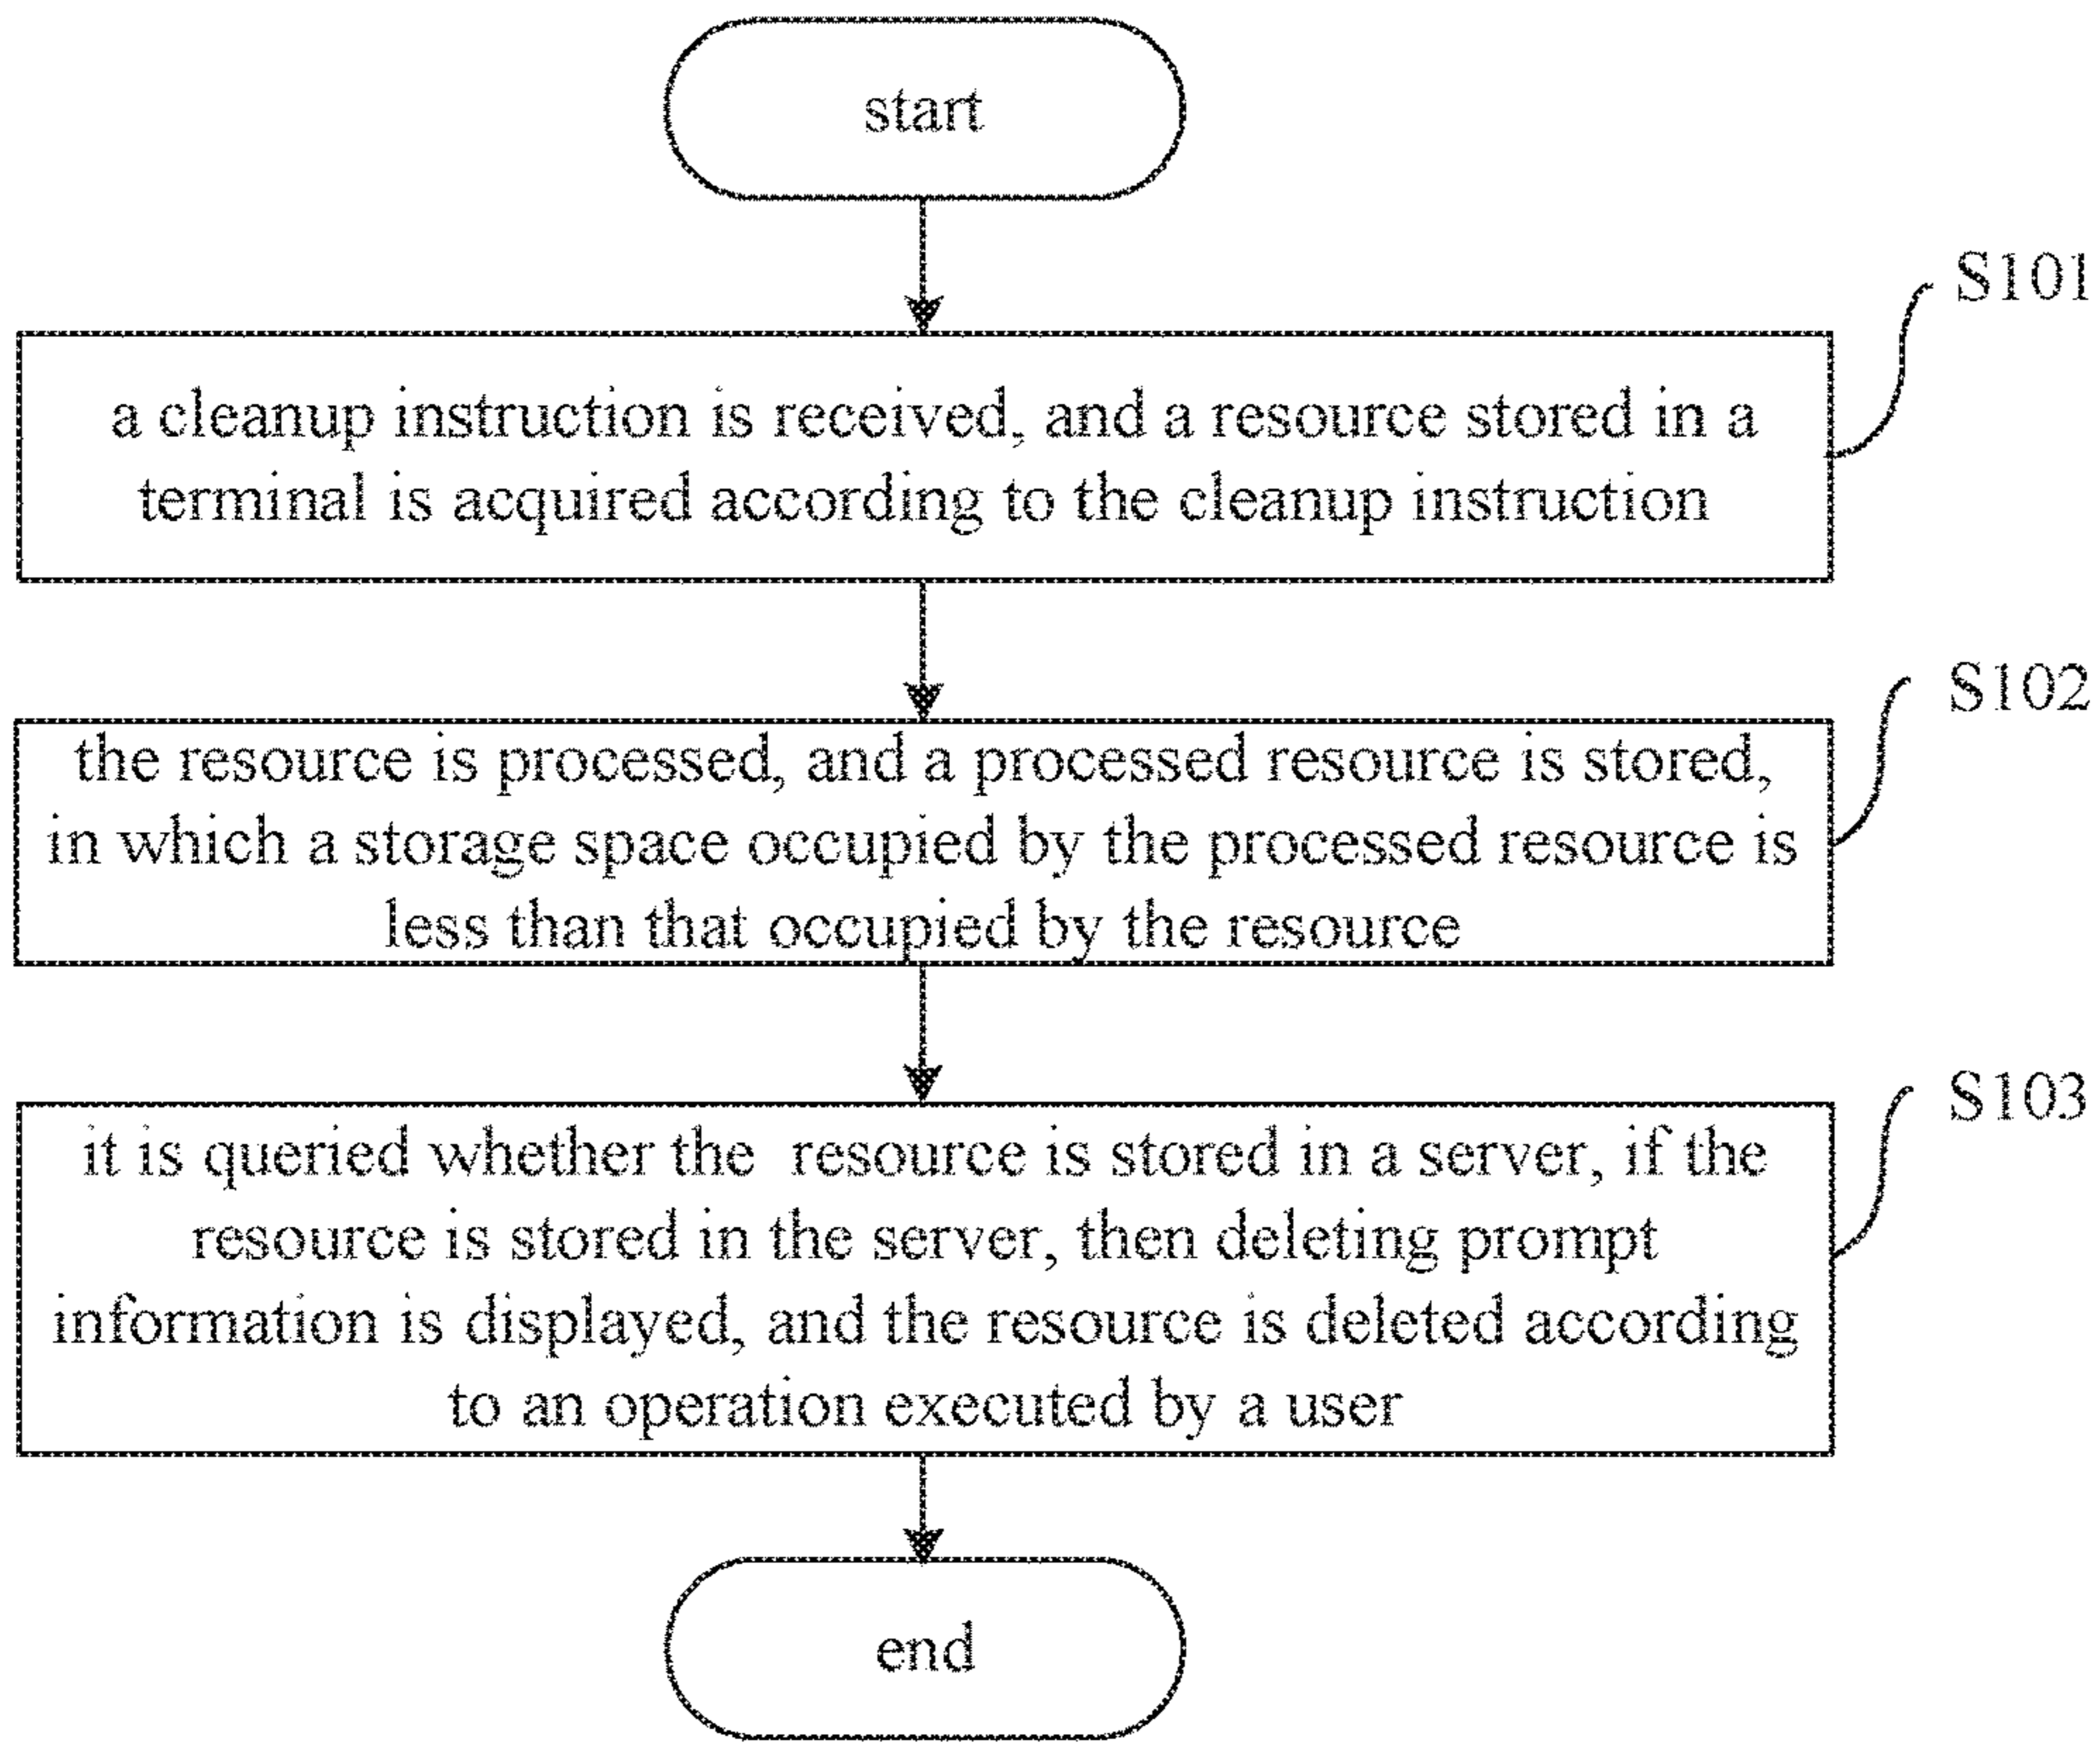 start
S101
a cleanup instruction is received, and a resource stored in a
terminal is acquired according to the cleanup instruction
S102
the resource is processed, and a processed resource is stored,
in which a storage space occupied by the processed resource is
less than that occupied by the resource
S103
it is queried whether the resource is stored in a server, if the
resource is stored in the server, then deleting prompt
information is displayed, and the resource is deleted according
to an operation executed by a user
end